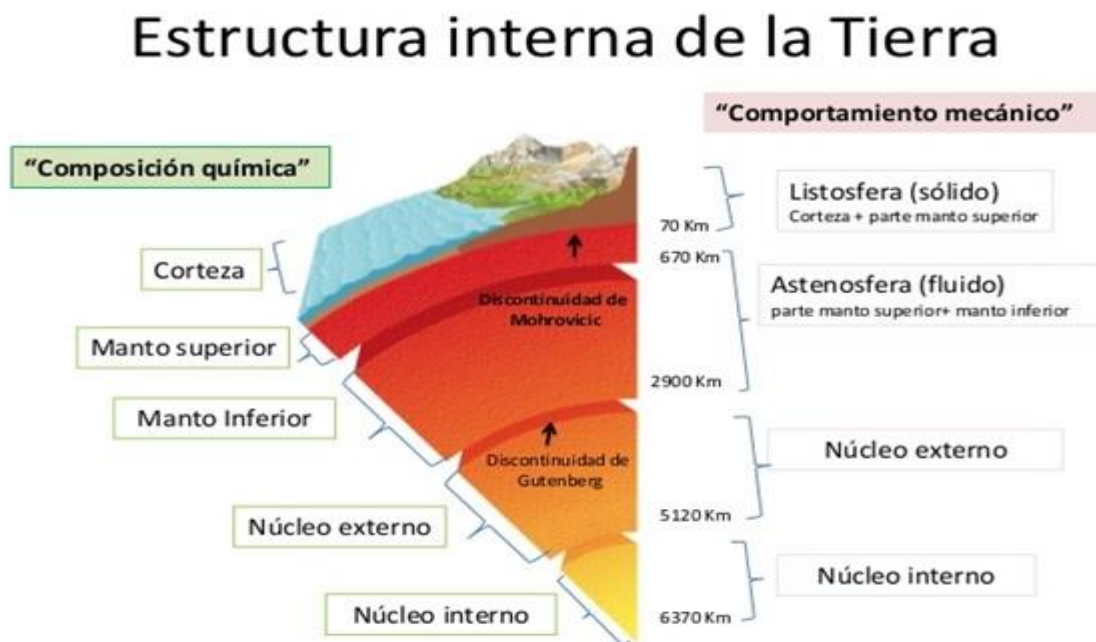 Estructura interna de la Tierra
“Comportamiento mecánico”
“Composición química”
Listosfera (sólido)
Corteza + parte manto superior
70 Km
670 Km
Corteza
Astenosfera (fluido)
parte manto superior+ manto inferior
Discontinuidad de
Mohrovicic
Manto superior
2900 Km
Manto Inferior
Núcleo externo
Discontinuidad de
Gutenberg
5120 Km
Núcleo externo
Núcleo interno
Núcleo interno
6370 Km